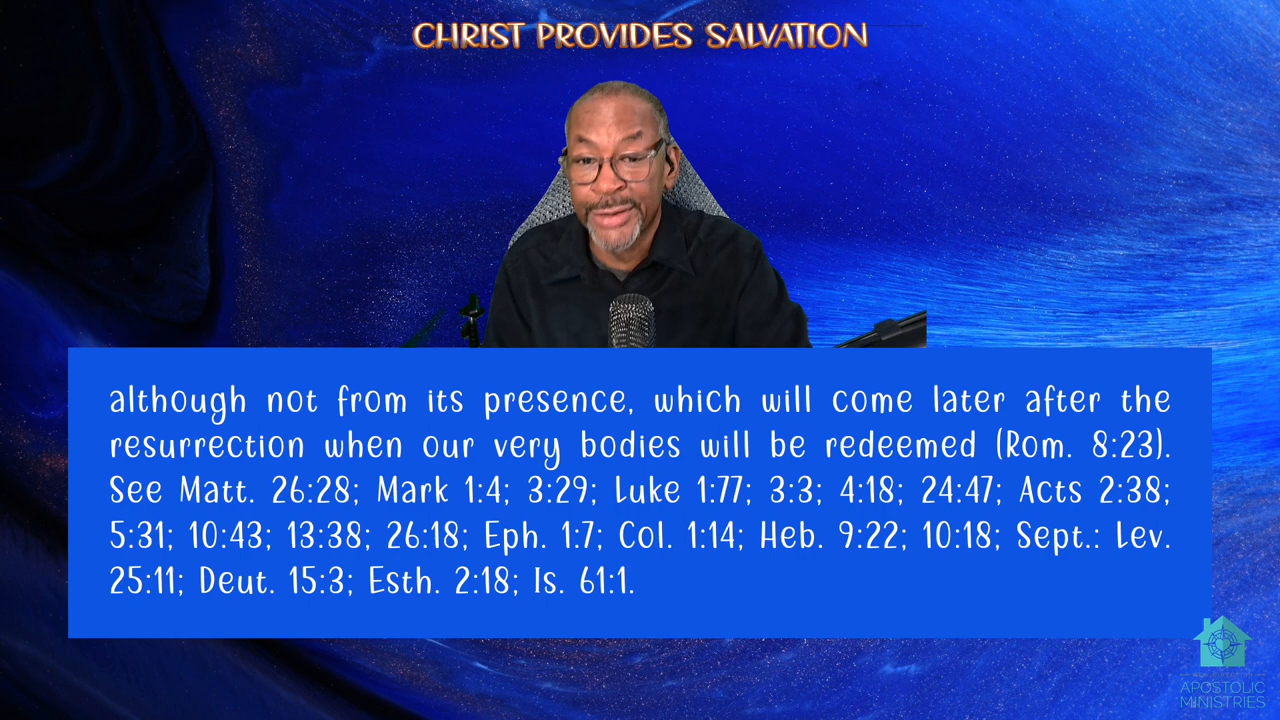 CHRIST PROVIDES SALVATION
although not from its presence, which will come later after the
resurrection when our very bodies will be redeemed (Rom. 8:23).
See Matt. 26:28; Mark 1:4; 3:29; Luke 1:77; 3:3; 4:18; 24:47; Acts 2:38;
5:31; 10:43; 13:38; 26:18; Eph. 1:7; Col. 1:14; Heb. 9:22; 10:18; Sept.: Lev.
25:11; Deut. 15:3; Esth. 2:18; Is. 61:1.
APOSTOLIC
MINISTRIES